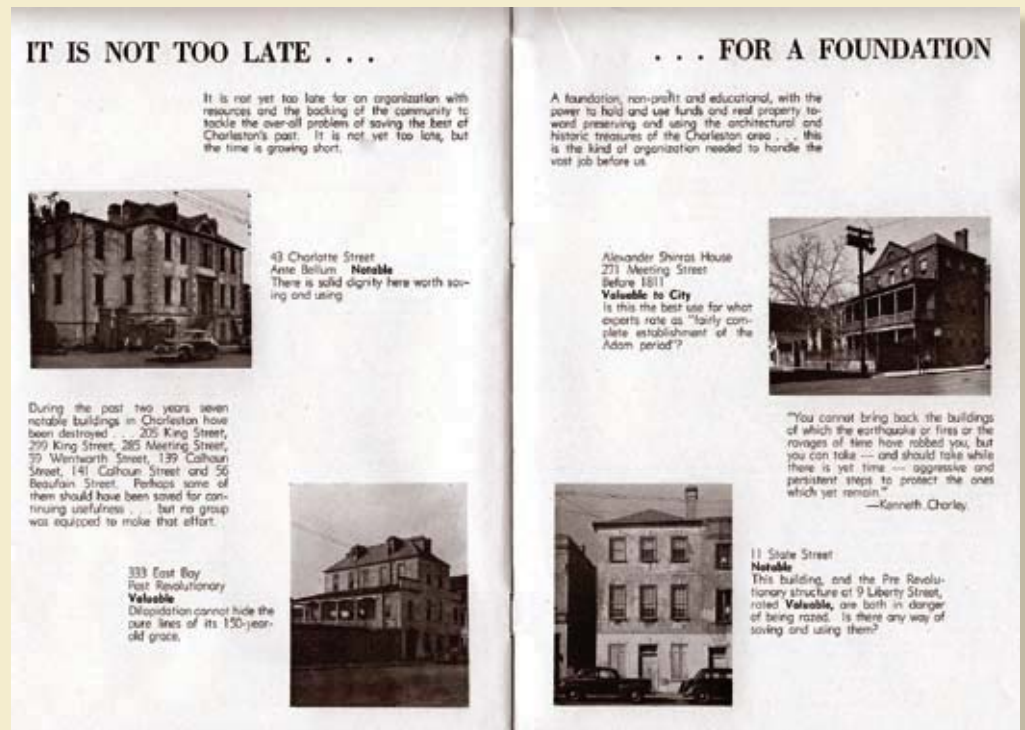 IT IS NOT TOO LATE . . .
It is not yet too late for an organization with
resources and the backing of the community to
tackle the over-all problem of saving the best of
Charleston's past. It is not yet too late, but
the time is growing short.
43 Charlotte Street
Ante Bellum Notable
There is solid dignity here worth sav-
ing and using
During the past two years seven
notable buildings in Charleston have
been destroyed . . . 205 King Street,
299 King Street, 285 Meeting Street,
59 Wentworth Street, 139 Calhoun
Street, 141 Calhoun Street and 56
Beaufain Street. Perhaps some of
them should have been saved for con-
tinuing usefulness . . . but no group
was equipped to make that effort.
333 East Bay
Post Revolutionary
Valuable
Dilapidation cannot hide the
pure lines of its 150-year-
old grace.
. . . FOR A FOUNDATION
A foundation, non-profit and educational, with the
power to hold and use funds and real property to-
ward preserving and using the architectural and
historic treasures of the Charleston area . . . this
is the kind of organization needed to handle the
vast job before us.
Alexander Shirras House
271 Meeting Street
Before 1811
Valuable to City
Is this the best use for what
experts rate as "fairly com-
plete establishment of the
Adam period"?
"You cannot bring back the buildings
of which the earthquake or fires or the
ravages of time have robbed you, but
you can take — and should take while
there is yet time — aggressive and
persistent steps to protect the ones
which yet remain."
—Kenneth Chorley.
11 State Street
Notable
This building, and the Pre Revolu-
tionary structure at 9 Liberty Street,
rated Valuable, are both in danger
of being razed. Is there any way of
saving and using them?